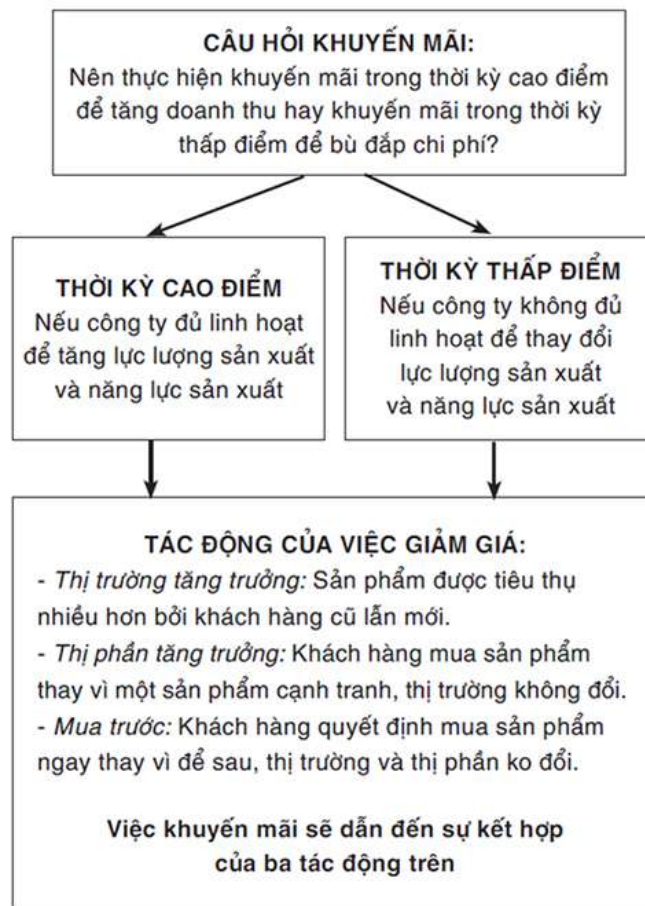 CÂU HỎI KHUYẾN MÃI:
Nên thực hiện khuyến mãi trong thời kỳ cao điểm
để tăng doanh thu hay khuyến mãi trong thời kỳ
thấp điểm để bù đắp chi phí?
THỜI KỲ CAO ĐIỂM
Nếu công ty đủ linh hoạt
để tăng lực lượng sản xuất
và năng lực sản xuất
THỜI KỲ THẤP ĐIỂM
Nếu công ty không đủ
linh hoạt để thay đổi
lực lượng sản xuất
và năng lực sản xuất
TÁC ĐỘNG CỦA VIỆC GIẢM GIÁ:
- Thị trường tăng trưởng: Sản phẩm được tiêu thụ
nhiều hơn bởi khách hàng cũ lẫn mới.
- Thị phần tăng trưởng: Khách hàng mua sản phẩm
thay vì một sản phẩm cạnh tranh, thị trường không đổi.
- Mua trước: Khách hàng quyết định mua sản phẩm
ngay thay vì để sau, thị trường và thị phần ko đổi.
Việc khuyến mãi sẽ dẫn đến sự kết hợp
của ba tác động trên